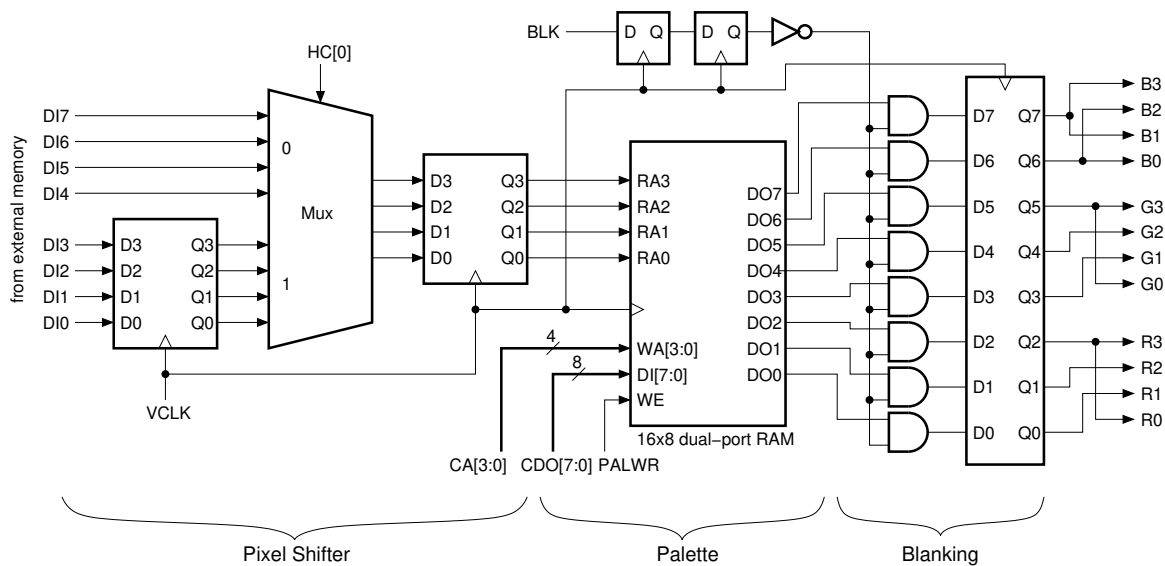 BLK
D Q
D Q
HC[0]
DI7
DI6
DI5
DI4
DI3
DI2
DI1
DI0
from external memory
D3 Q3
D2 Q2
D1 Q1
D0 Q0
VCLK
0
Mux
1
D3 Q3
D2 Q2
D1 Q1
D0 Q0
RA3
RA2
RA1
RA0
4
WA[3:0]
8
DI[7:0]
WE
DO7
DO6
DO5
DO4
DO3
DO2
DO1
DO0
16x8 dual-port RAM
CA[3:0] CDO[7:0] PALWR
D7 Q7
D6 Q6
D5 Q5
D4 Q4
D3 Q3
D2 Q2
D1 Q1
D0 Q0
B3
B2
B1
B0
G3
G2
G1
G0
R3
R2
R1
R0
Pixel Shifter
Palette
Blanking